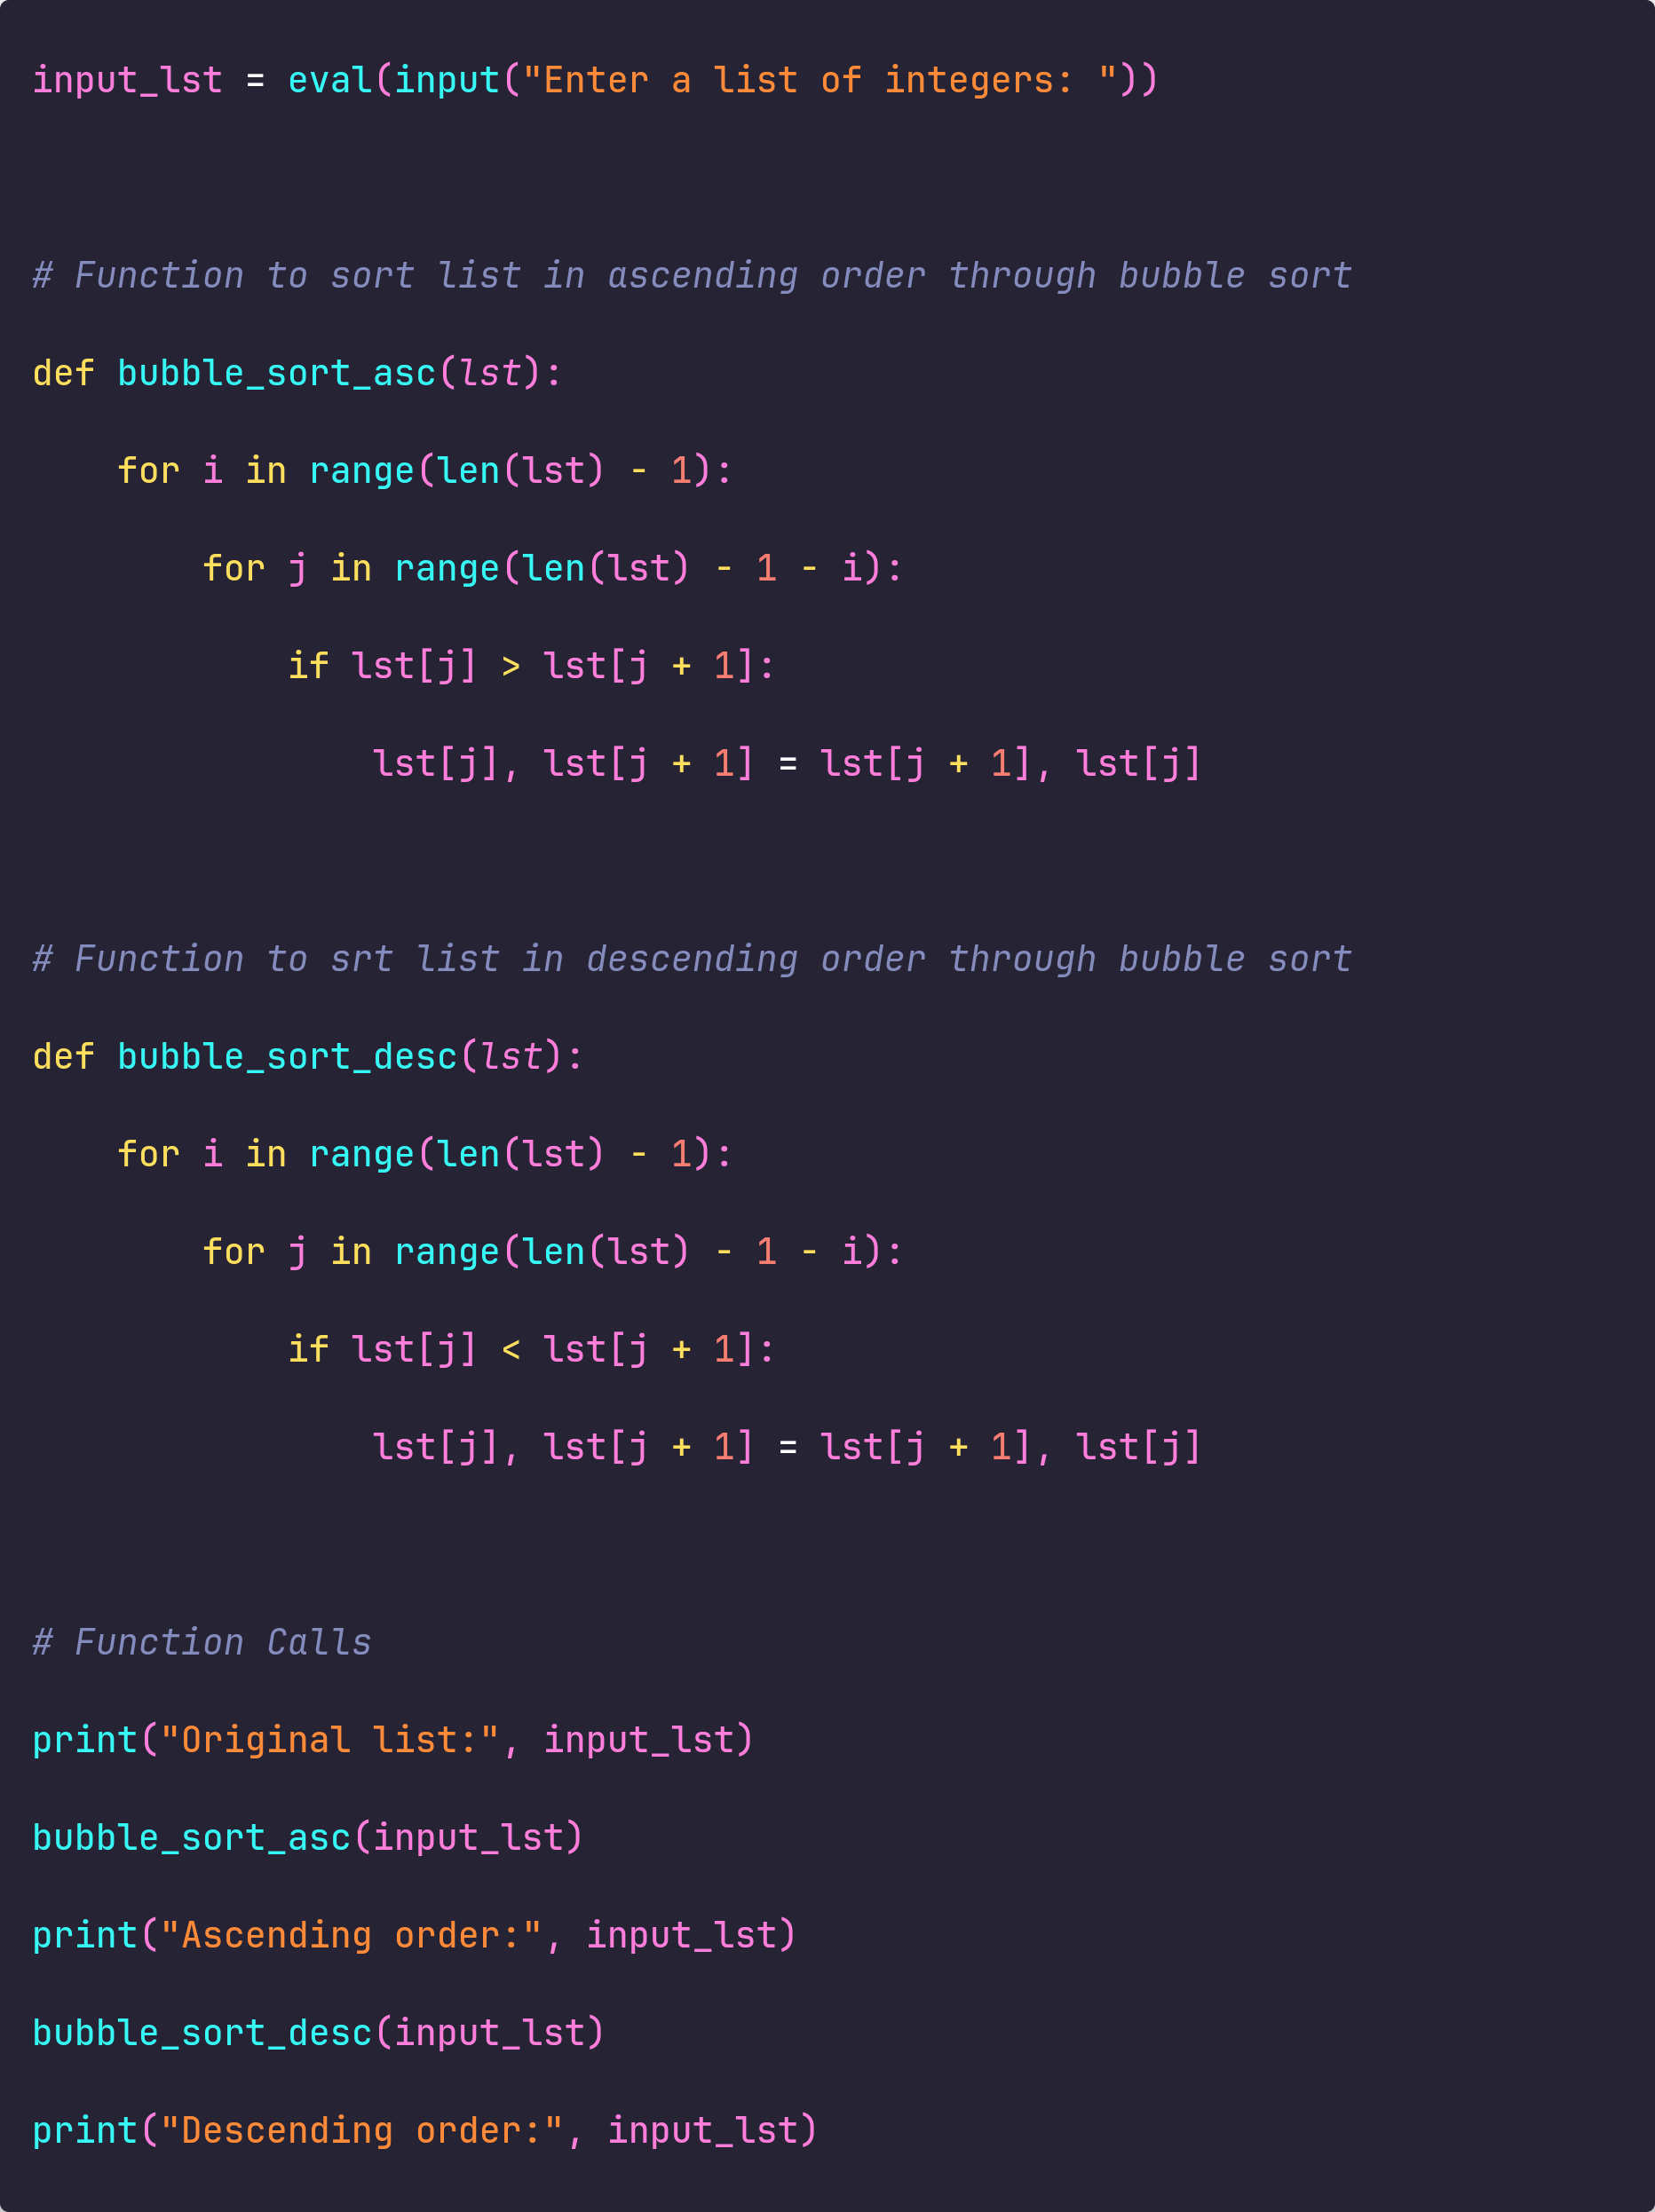 input_lst = eval(input("Enter a list of integers: "))
# Function to sort list in ascending order through bubble sort
def bubble_sort_asc(lst):
    for i in range(len(lst) - 1):
        for j in range(len(lst) - 1 - i):
            if lst[j] > lst[j + 1]:
                lst[j], lst[j + 1] = lst[j + 1], lst[j]
# Function to srt list in descending order through bubble sort
def bubble_sort_desc(lst):
    for i in range(len(lst) - 1):
        for j in range(len(lst) - 1 - i):
            if lst[j] < lst[j + 1]:
                lst[j], lst[j + 1] = lst[j + 1], lst[j]
# Function Calls
print("Original list:", input_lst)
bubble_sort_asc(input_lst)
print("Ascending order:", input_lst)
bubble_sort_desc(input_lst)
print("Descending order:", input_lst)